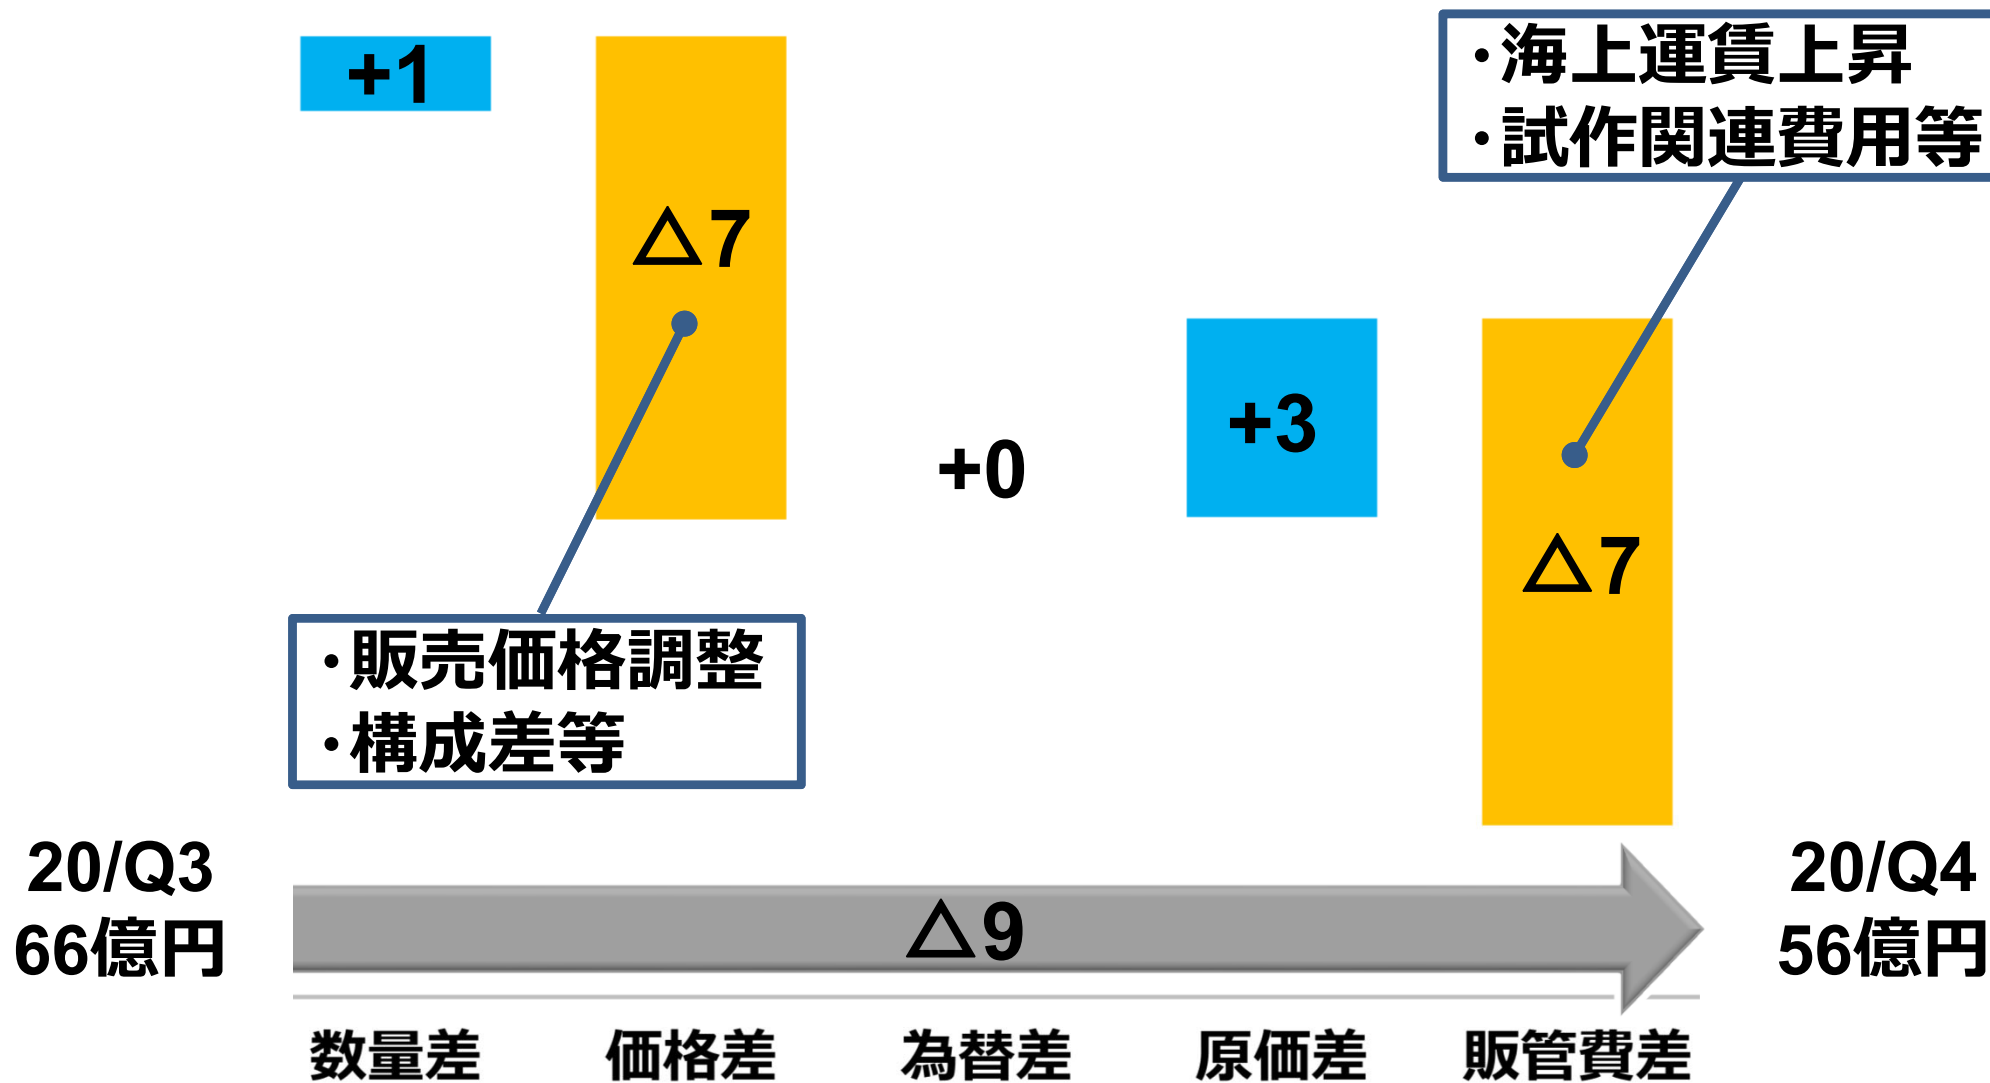 +1
△7
+0
+3
△7
・海上運賃上昇
・試作関連費用等
・販売価格調整
・構成差等
20/Q3
66億円
△9
20/Q4
56億円
数量差
価格差
為替差
原価差
販管費差